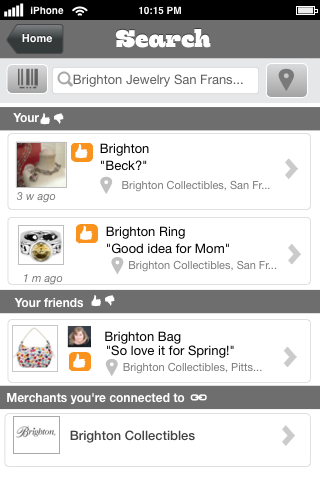 iPhone 10:15 PM
Home Search
Brighton Jewelry San Frans...
Your
Brighton
"Beck?"
Brighton Collectibles, San Fr...
3 w ago
Brighton Ring
"Good idea for Mom"
Brighton Collectibles, San Fr...
1 m ago
Your friends
Brighton Bag
"So love it for Spring!"
Brighton Collectibles, Pitts...
Merchants you're connected to
Brighton Brighton Collectibles